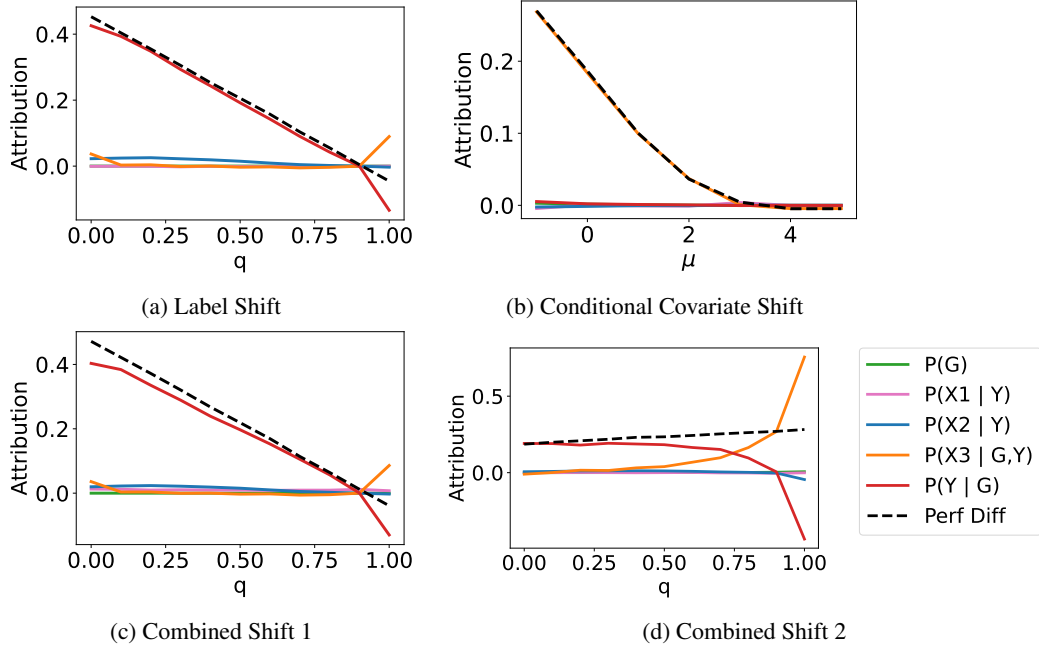 Attribution
0.4
0.2
0.0
0.00 0.25 0.50 0.75 1.00
q
(a) Label Shift
Attribution
0.2
0.1
0.0
0 2 4
μ
(b) Conditional Covariate Shift
Attribution
0.4
0.2
0.0
0.00 0.25 0.50 0.75 1.00
q
(c) Combined Shift 1
Attribution
0.5
0.0
0.00 0.25 0.50 0.75 1.00
q
(d) Combined Shift 2
P(G)
P(X1 | Y)
P(X2 | Y)
P(X3 | G,Y)
P(Y | G)
Perf Diff